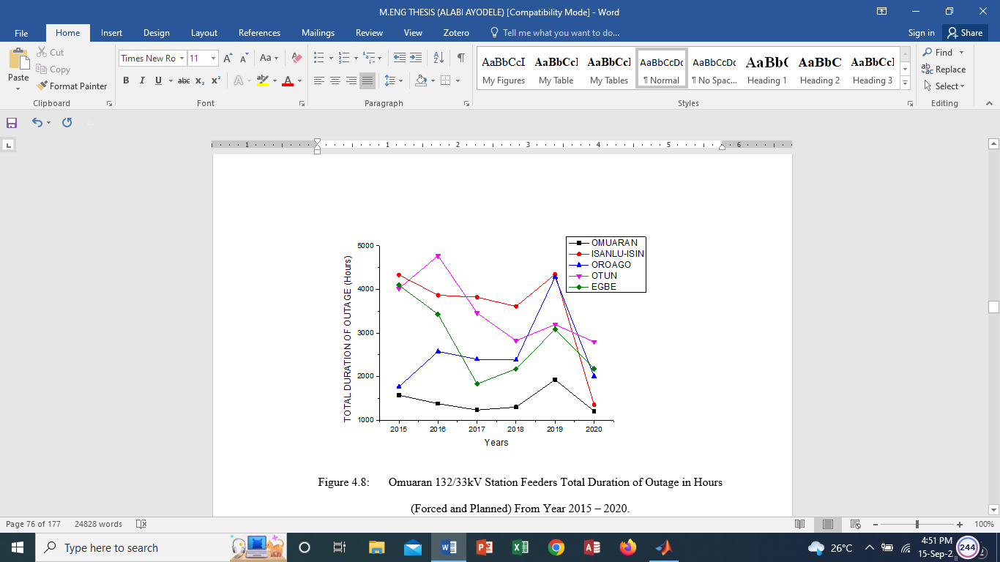 M.ENG THESIS (ALABI AYODELE) [Compatibility Mode] - Word
File Home Insert Design Layout References Mailings Review View Zotero Tell me what you want to do... Sign in Share
Paste
Cut
Copy
Format Painter
Clipboard
Times New Ro 11
Aa
B I U abc x₂ x²
Font
Paragraph
AaBbCcI AaBbCcI AaBbCcI AaBbCcDc AaBbCcDc AaBb( AaBbC AaBbCcI
My Figures My Table My Tables ¶ Normal ¶ No Spac... Heading 1 Heading 2 Heading 3
Styles
Find
Replace
Select
Editing
1 1 2 3 4 5 6
OMUARAN
ISANLU-ISIN
OROAGO
OTUN
EGBE
TOTAL DURATION OF OUTAGE (Hours)
5000
4000
3000
2000
1000
2015 2016 2017 2018 2019 2020
Years
Figure 4.8: Omuaran 132/33kV Station Feeders Total Duration of Outage in Hours
(Forced and Planned) From Year 2015 – 2020.
Page 76 of 177 24828 words 100%
Type here to search
26°C
4:51 PM
15-Sep-2
244